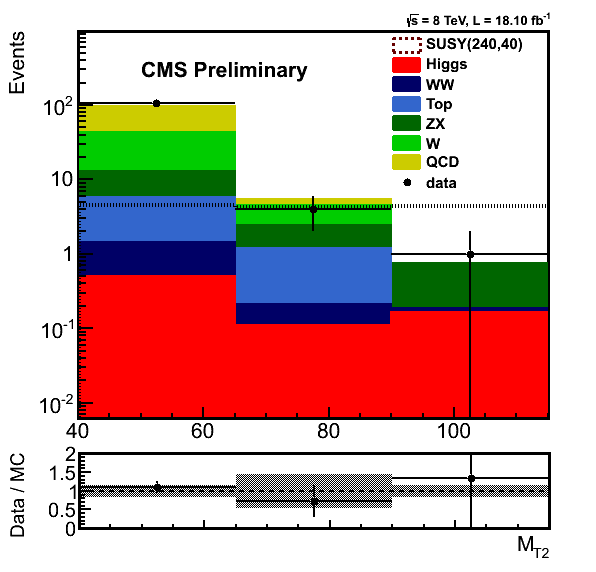 √s = 8 TeV, L = 18.10 fb⁻¹
Events
CMS Preliminary
SUSY(240,40)
Higgs
WW
Top
ZX
W
QCD
data
10²
10
1
10⁻¹
10⁻²
40 60 80 100
Data / MC
2
1.5
1
0.5
0
M_T2